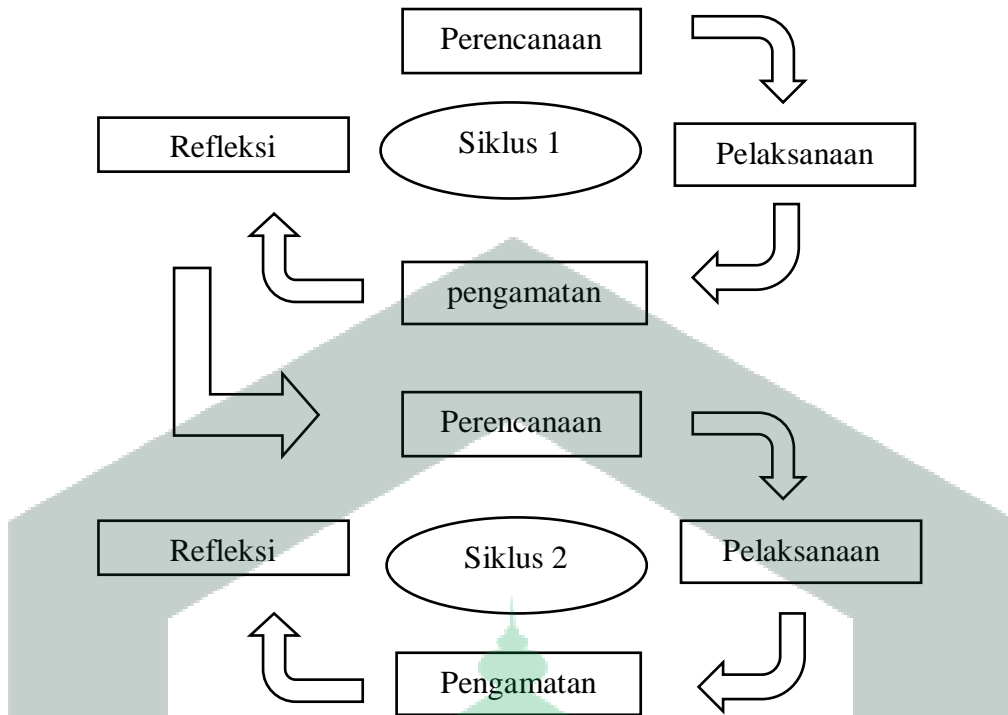 Perencanaan
Refleksi
Siklus 1
Pelaksanaan
pengamatan
Perencanaan
Refleksi
Siklus 2
Pelaksanaan
Pengamatan